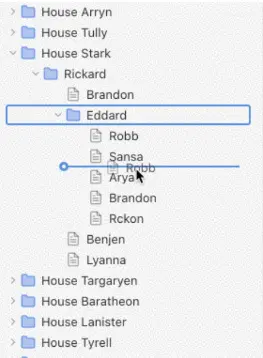 House Arryn
House Tully
House Stark
Rickard
Brandon
Eddard
Robb
Sansa
Robb
Arya
Brandon
Rckon
Benjen
Lyanna
House Targaryen
House Baratheon
House Lanister
House Tyrell